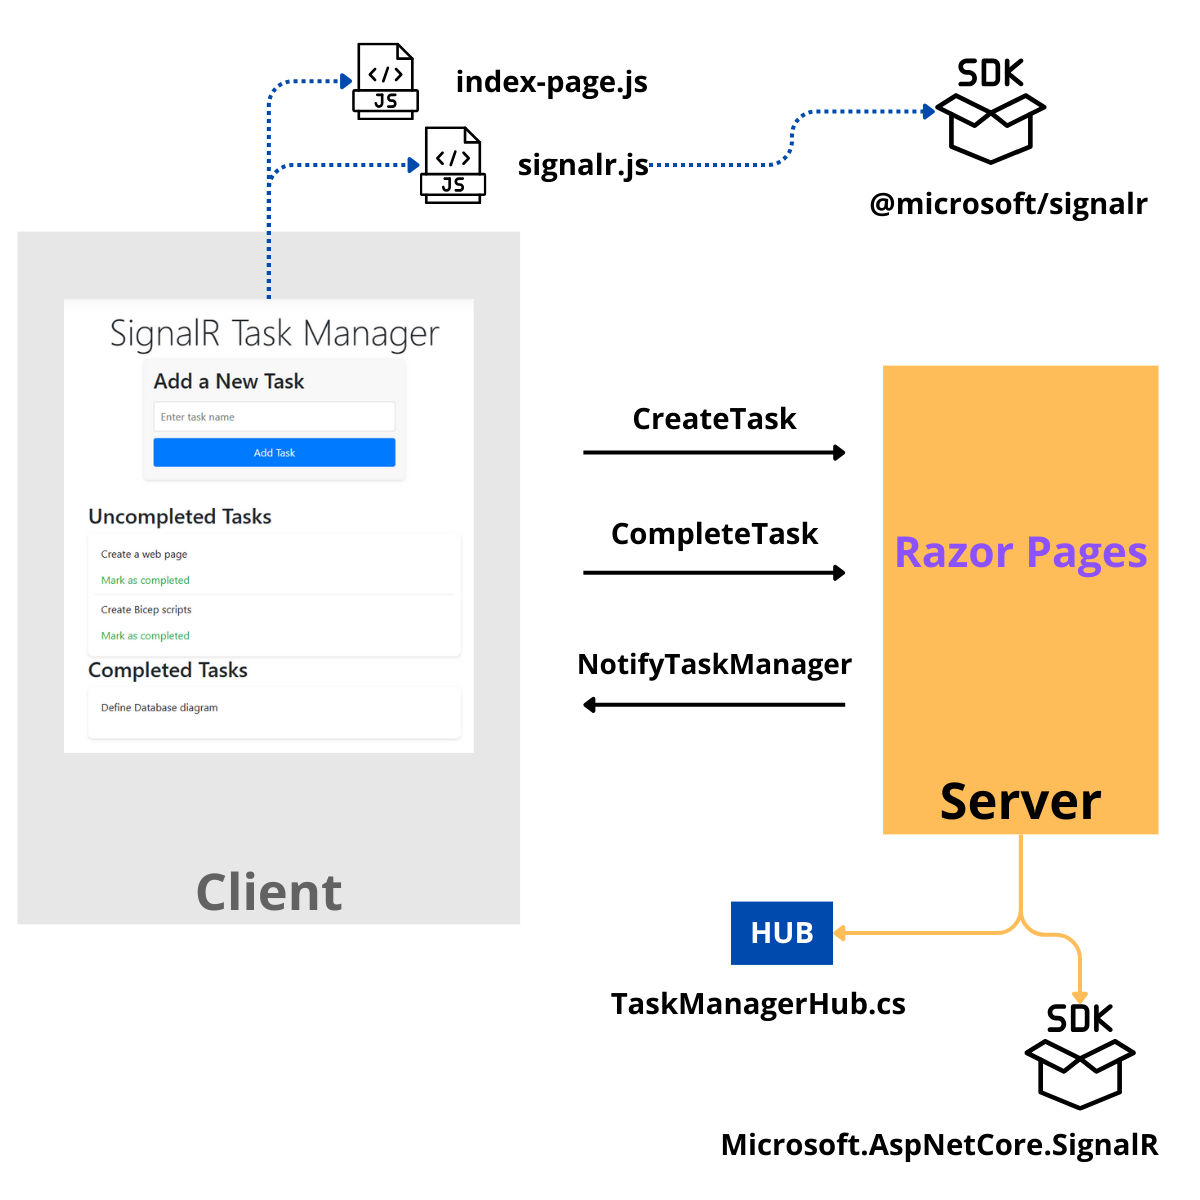 index-page.js
JS
signalr.js
JS
SDK
@microsoft/signalr
SignalR Task Manager
Add a New Task
Enter task name
Add Task
Uncompleted Tasks
Create a web page
Mark as completed
Create Bicep scripts
Mark as completed
Completed Tasks
Define Database diagram
Client
CreateTask
CompleteTask
NotifyTaskManager
Razor Pages
Server
HUB
TaskManagerHub.cs
SDK
Microsoft.AspNetCore.SignalR